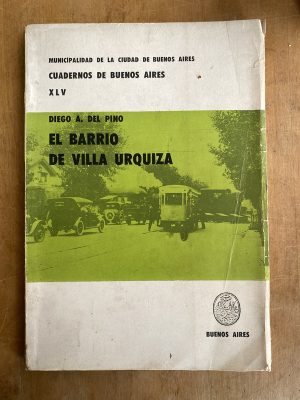 MUNICIPALIDAD DE LA CIUDAD DE BUENOS AIRES
CUADERNOS DE BUENOS AIRES
XLV
DIEGO A. DEL PINO
EL BARRIO
DE VILLA URQUIZA
BUENOS AIRES